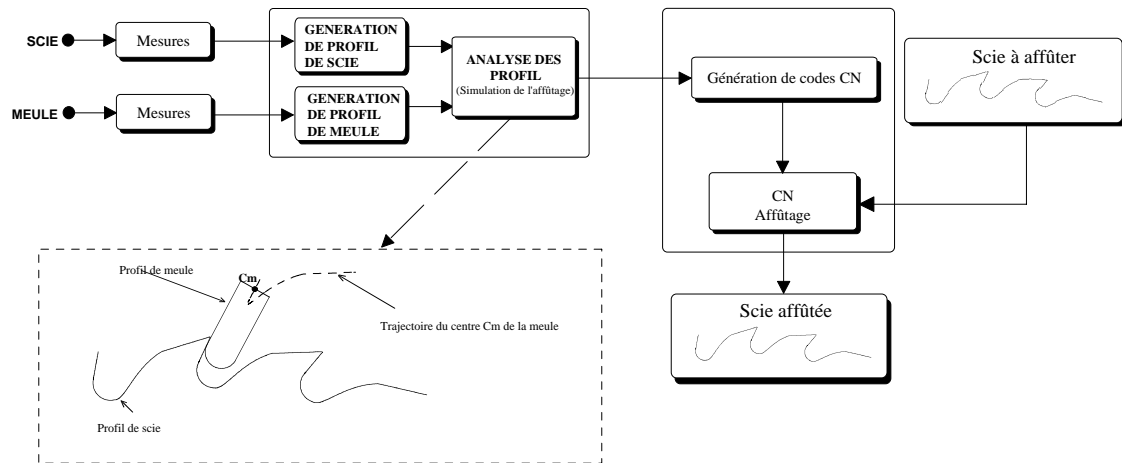 SCIE
Mesures
GENERATION
DE PROFIL
DE SCIE
MEULE
Mesures
GENERATION
DE PROFIL
DE MEULE
ANALYSE DES
PROFIL
(Simulation de l'affûtage)
Génération de codes CN
Scie à affûter
CN
Affûtage
Scie affûtée
Profil de meule
Cm
Trajectoire du centre Cm de la meule
Profil de scie